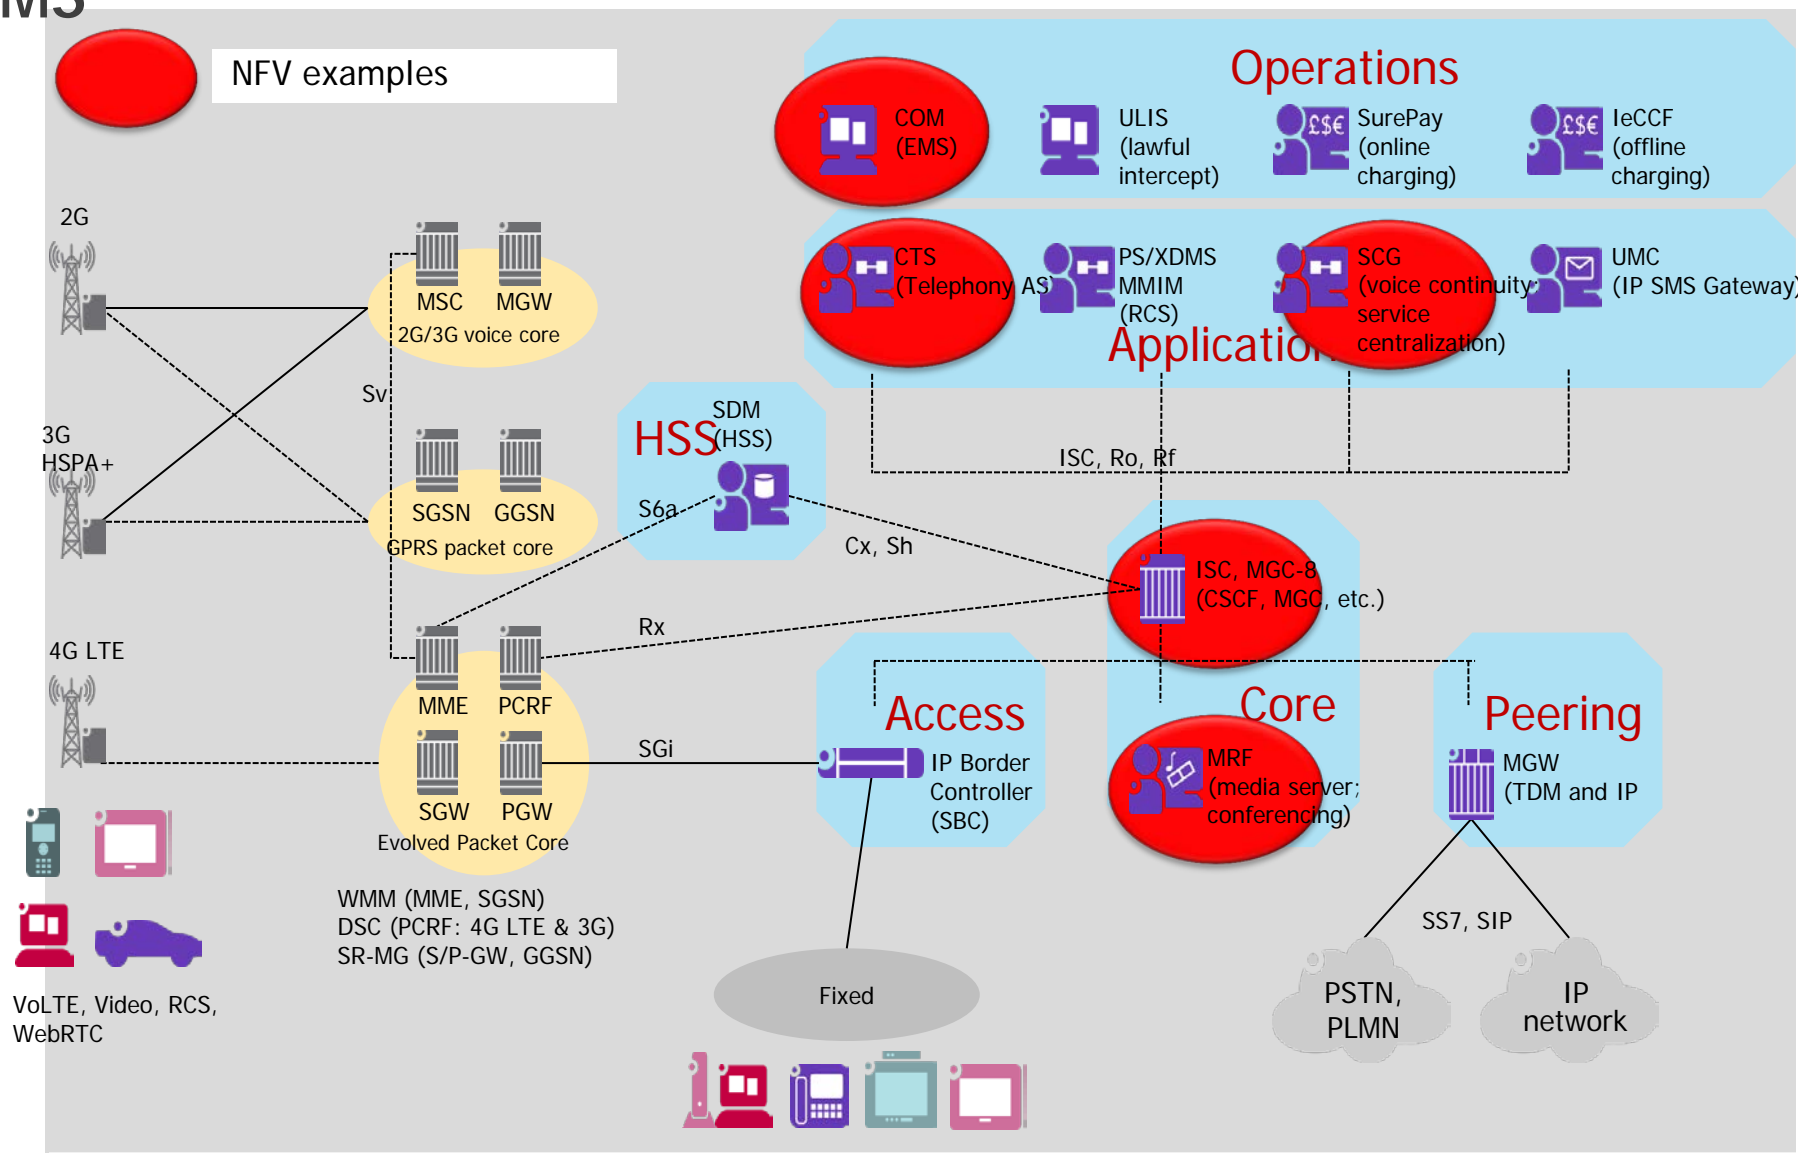 NFV examples
Operations
COM
(EMS)
ULIS
(lawful
intercept)
SurePay
(online
charging)
IeCCF
(offline
charging)
£$€
£$€
2G
MSC
MGW
2G/3G voice core
CTS
(Telephony AS)
PS/XDMS
MMIM
(RCS)
SCG
(voice continuity;
service
centralization)
UMC
(IP SMS Gateway)
Application
Sv
3G
HSPA+
SGSN
GGSN
GPRS packet core
HSS
SDM
(HSS)
ISC, Ro, Rf
S6a
Cx, Sh
ISC, MGC-8
(CSCF, MGC, etc.)
Rx
4G LTE
MME
PCRF
SGi
SGW
PGW
Evolved Packet Core
Access
IP Border
Controller
(SBC)
Core
MRF
(media server;
conferencing)
Peering
MGW
(TDM and IP
WMM (MME, SGSN)
DSC (PCRF: 4G LTE & 3G)
SR-MG (S/P-GW, GGSN)
SS7, SIP
VoLTE, Video, RCS,
WebRTC
Fixed
PSTN,
PLMN
IP
network